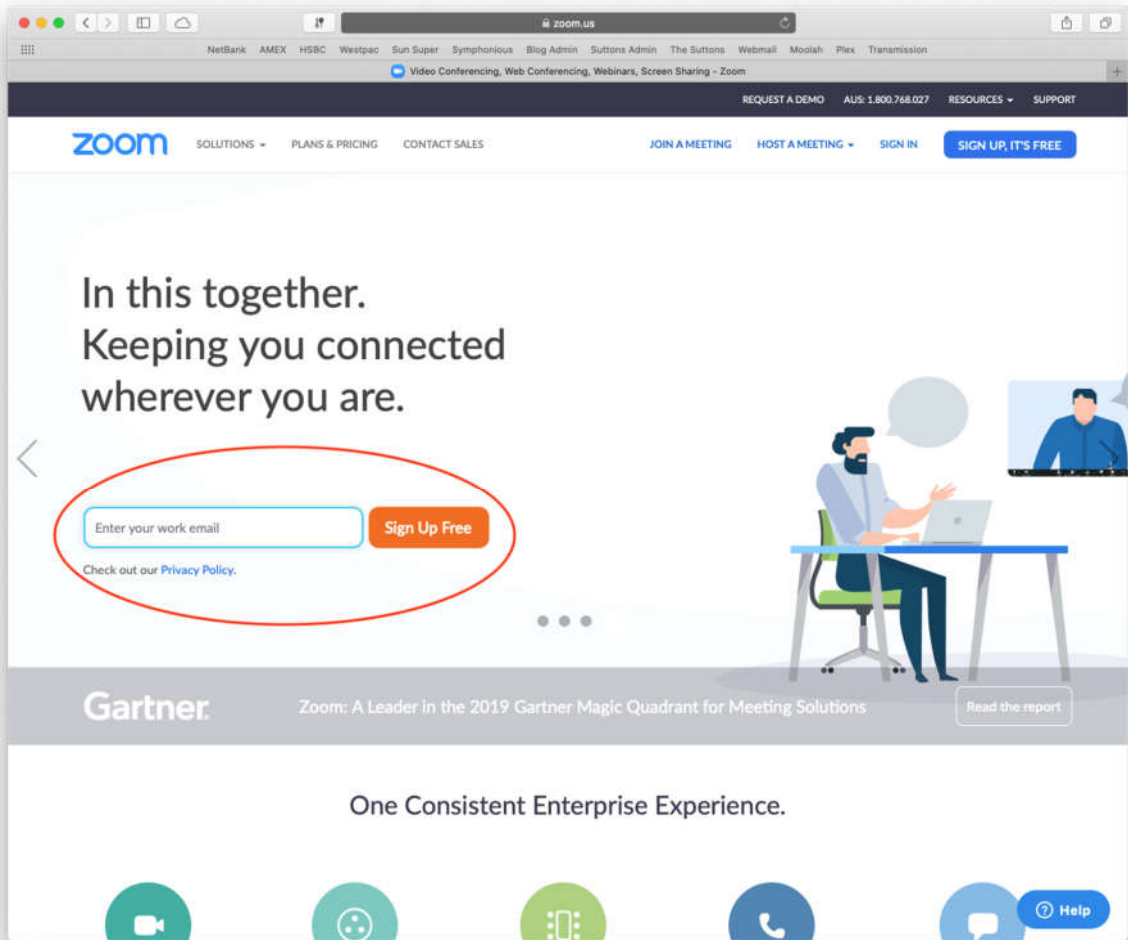 zoom.us
NetBank AMEX HSBC Westpac Sun Super Symphonious Blog Admin Suttons Admin The Suttons Webmail Moolah Plex Transmission
Video Conferencing, Web Conferencing, Webinars, Screen Sharing - Zoom
REQUEST A DEMO AUS: 1.800.768.027 RESOURCES SUPPORT
zoom SOLUTIONS PLANS & PRICING CONTACT SALES JOIN A MEETING HOST A MEETING SIGN IN SIGN UP, IT'S FREE
In this together.
Keeping you connected
wherever you are.
Enter your work email Sign Up Free
Check out our Privacy Policy.
Gartner. Zoom: A Leader in the 2019 Gartner Magic Quadrant for Meeting Solutions Read the report
One Consistent Enterprise Experience.
Help